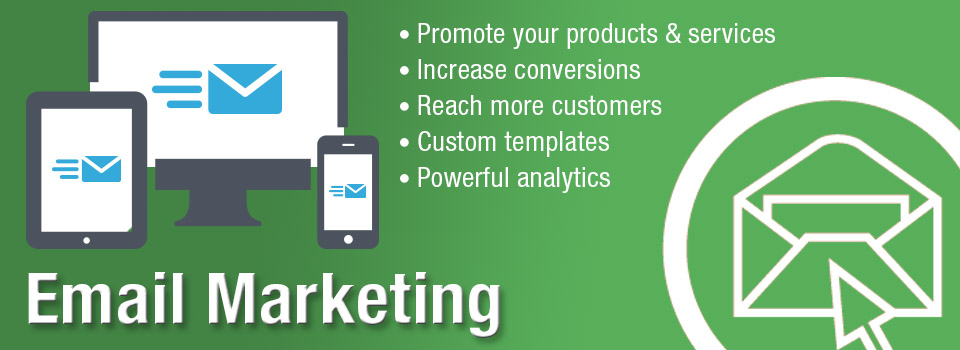 • Promote your products & services
• Increase conversions
• Reach more customers
• Custom templates
• Powerful analytics
Email Marketing